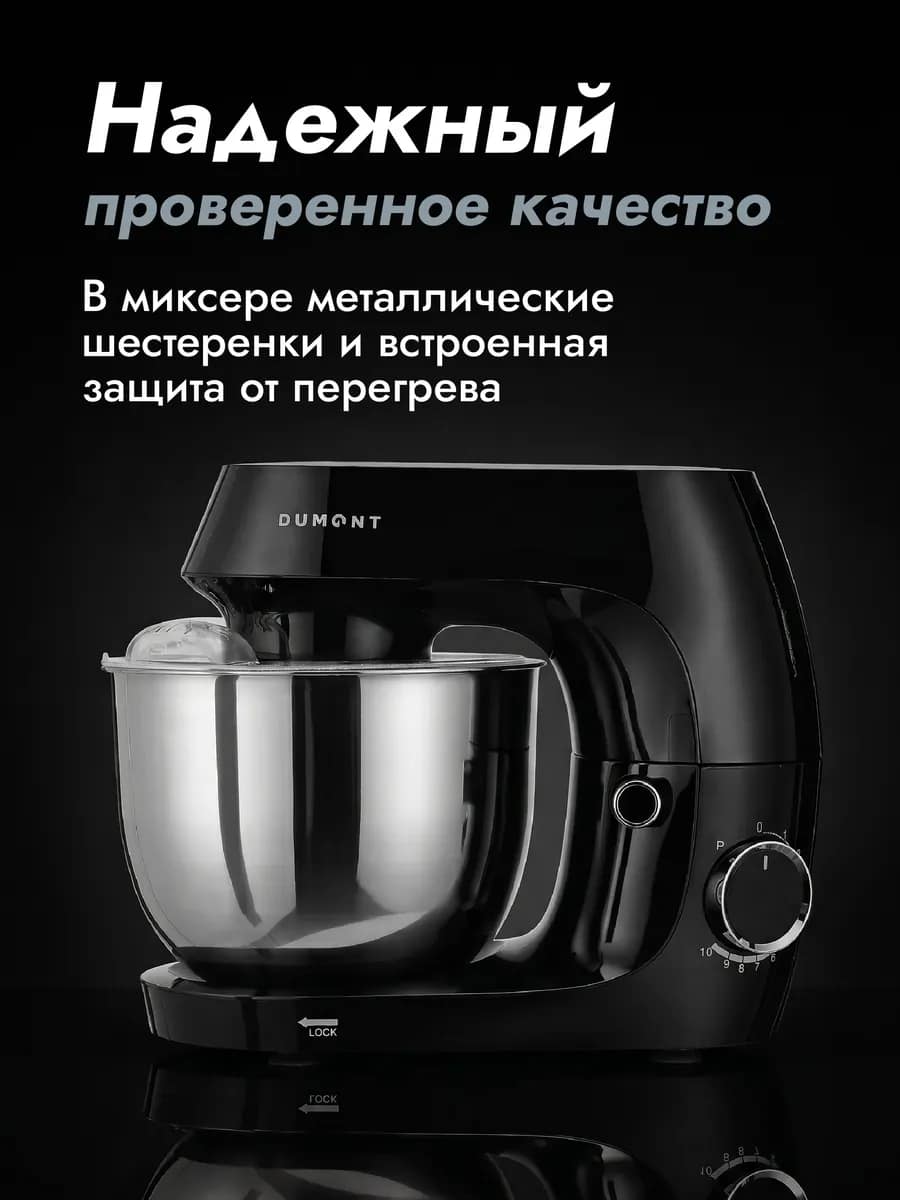 Надежный
проверенное качество
В миксере металлические
шестеренки и встроенная
защита от перегрева
DUMONT
0 1
P
10 9 8 7 6
LOCK